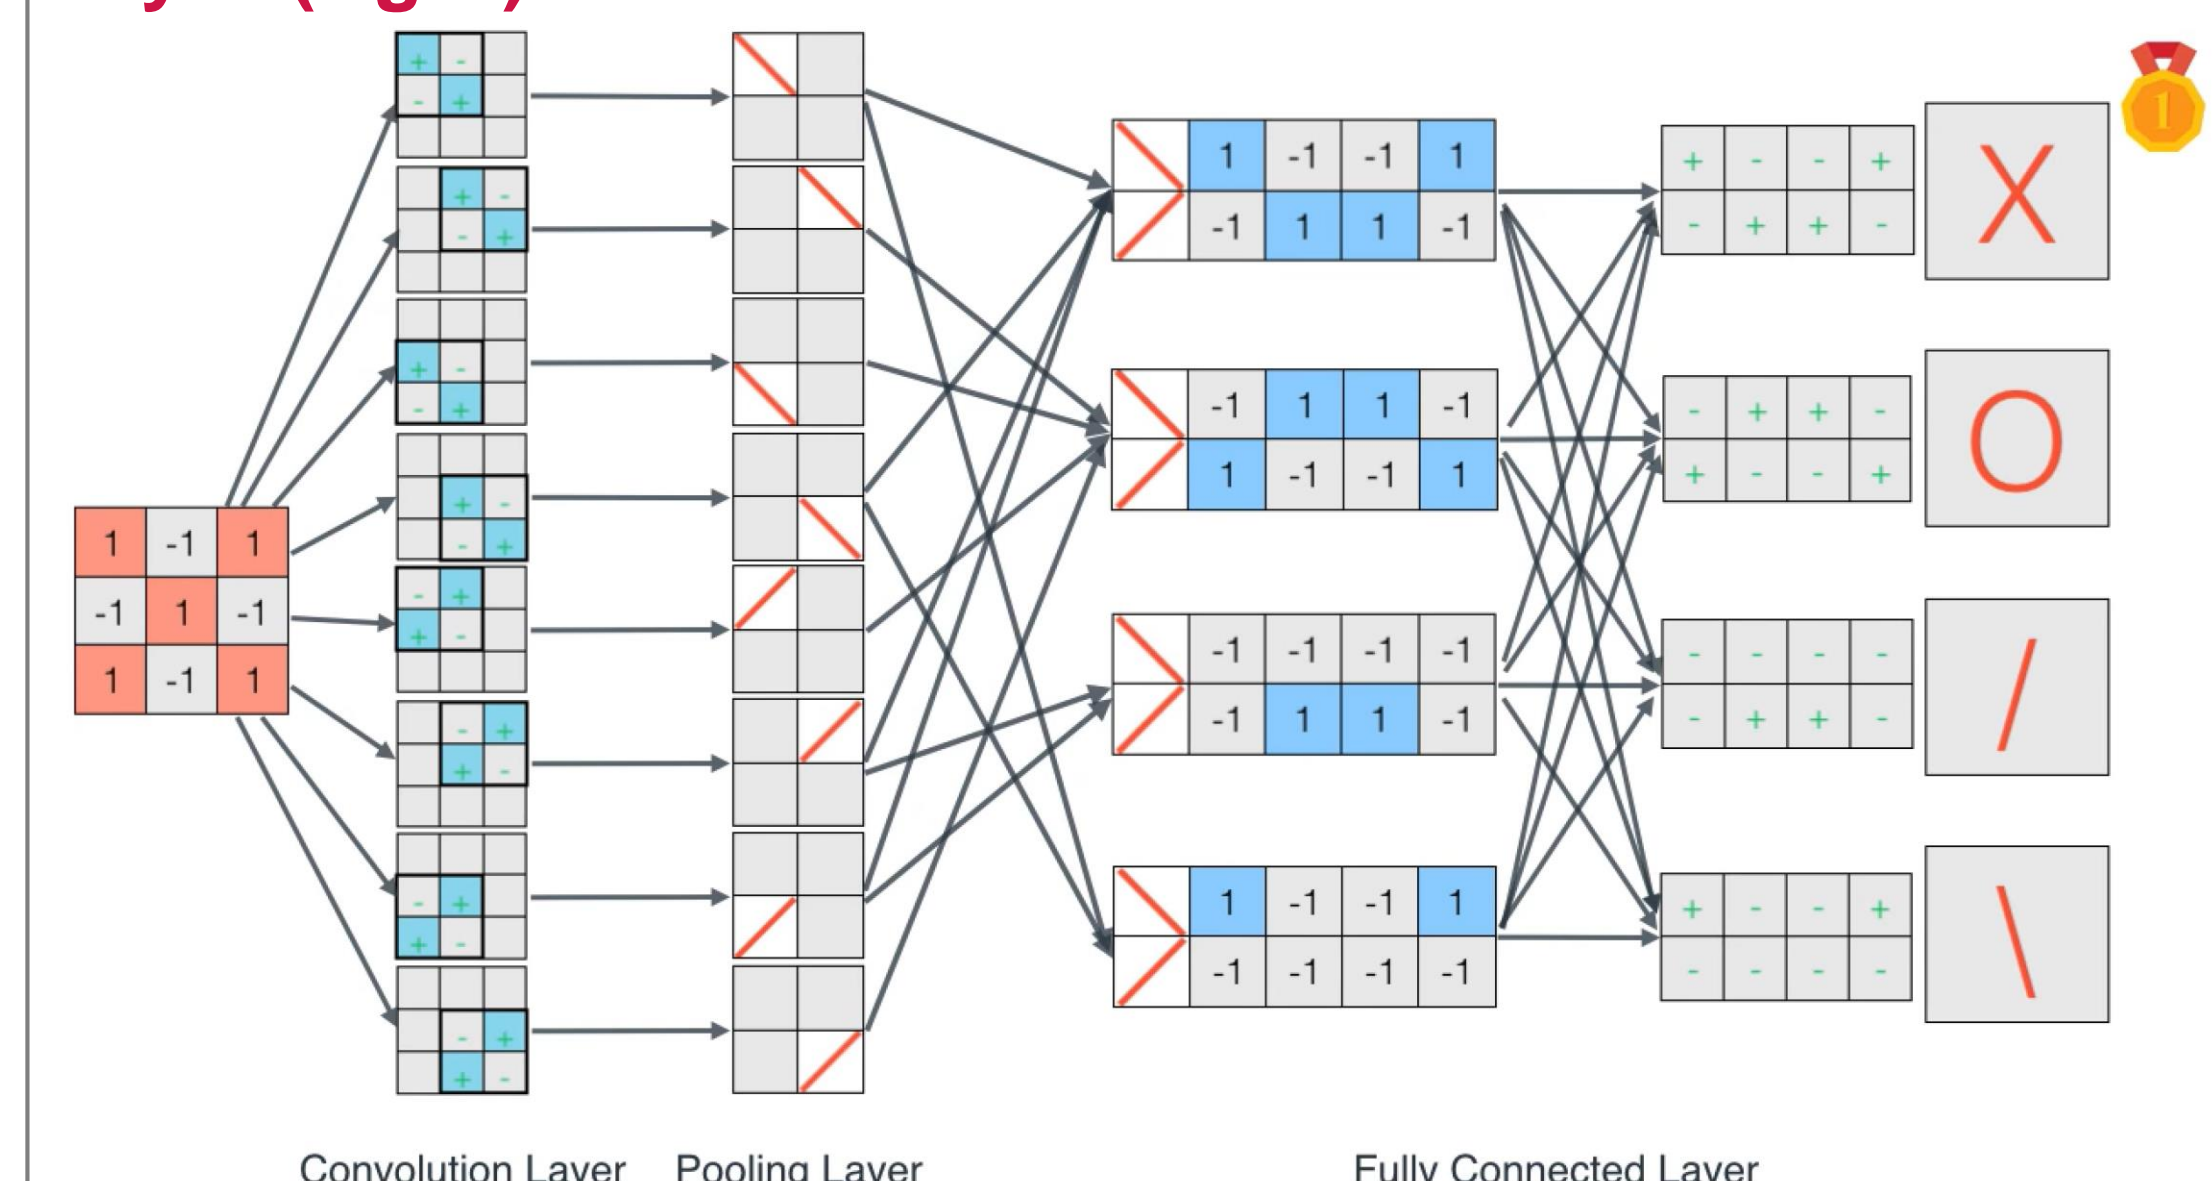 + -
- +
+ -
- +
+ -
- +
+ -
- +
- +
+ -
- +
+ -
- +
+ -
- +
+ -
1 -1 1
-1 1 -1
1 -1 1
1 -1 -1 1
-1 1 1 -1
-1 1 1 -1
1 -1 -1 1
-1 -1 -1 -1
-1 1 1 -1
1 -1 -1 1
-1 -1 -1 -1
+ - - +
- + + -
X
1
- + + -
+ - - +
O
- - - -
- + + -
/
+ - - +
- - - -
\
Convolution Layer
Pooling Layer
Fully Connected Layer